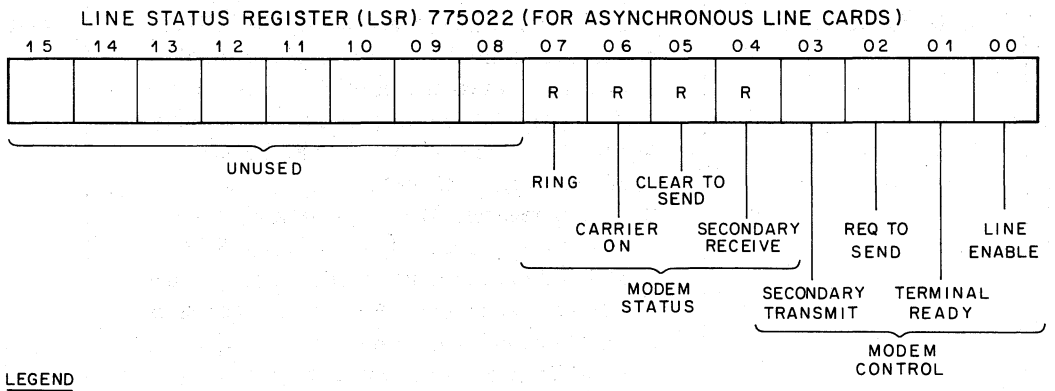 LINE STATUS REGISTER (LSR) 775022 (FOR ASYNCHRONOUS LINE CARDS)
15 14 13 12 11 10 09 08 07 06 05 04 03 02 01 00
R R R R
UNUSED
RING
CLEAR TO
SEND
CARRIER
ON
SECONDARY
RECEIVE
REQ TO
SEND
LINE
ENABLE
MODEM
STATUS
SECONDARY
TRANSMIT
TERMINAL
READY
MODEM
CONTROL
LEGEND